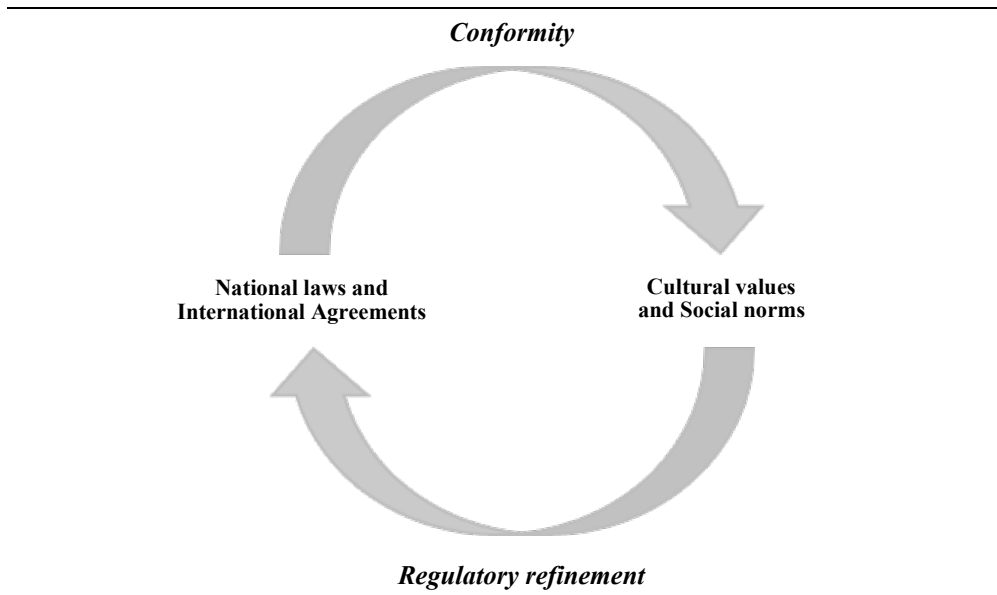 Conformity
National laws and
International Agreements
Cultural values
and Social norms
Regulatory refinement